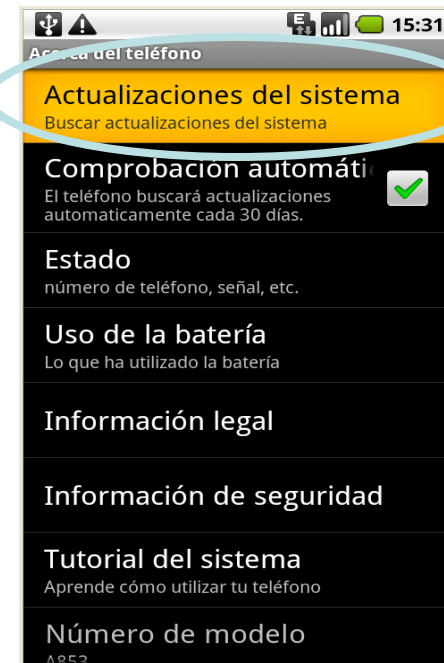 E
15:31
Acerca del teléfono
Actualizaciones del sistema
Buscar actualizaciones del sistema
Comprobación automáti
El teléfono buscará actualizaciones
automaticamente cada 30 días.
Estado
número de teléfono, señal, etc.
Uso de la batería
Lo que ha utilizado la batería
Información legal
Información de seguridad
Tutorial del sistema
Aprende cómo utilizar tu teléfono
Número de modelo
A853